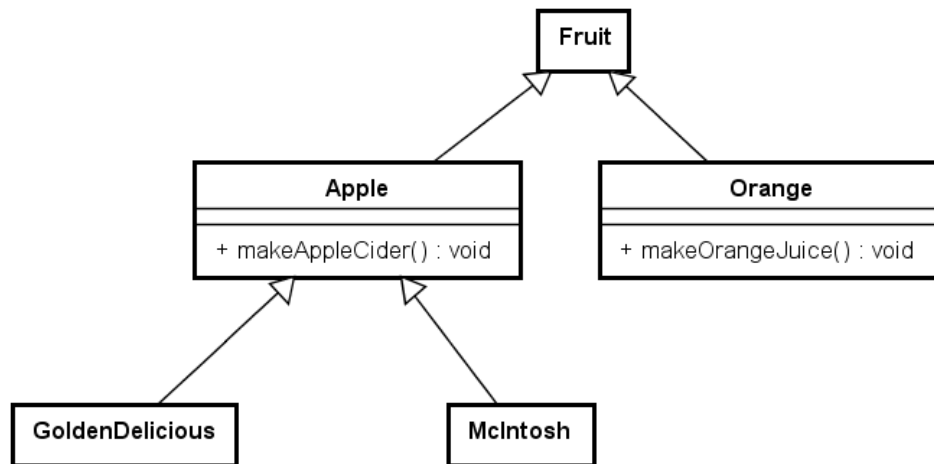 Fruit
Apple
+ makeAppleCider() : void
Orange
+ makeOrangeJuice() : void
GoldenDelicious
McIntosh